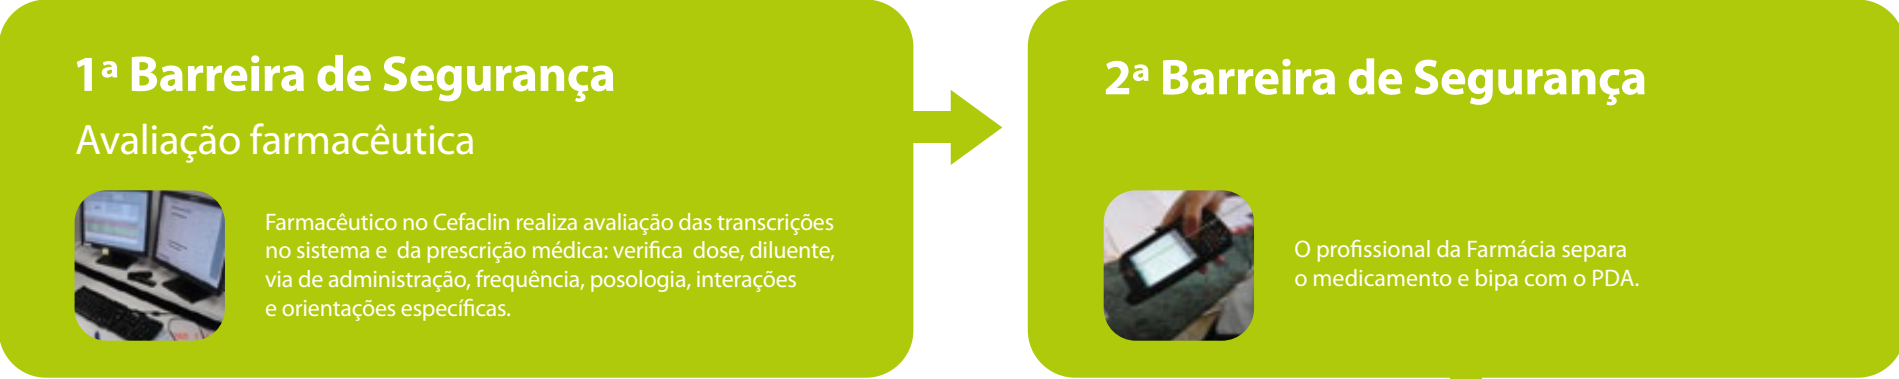 1ª Barreira de Segurança
Avaliação farmacêutica
Farmacêutico no Cefaclin realiza avaliação das transcrições
no sistema e da prescrição médica: verifica dose, diluente,
via de administração, frequência, posologia, interações
e orientações específicas.
2ª Barreira de Segurança
O profissional da Farmácia separa
o medicamento e bipa com o PDA.